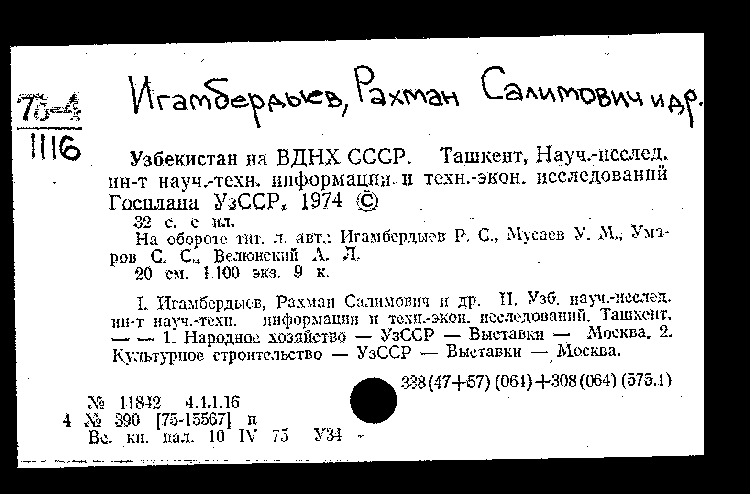 Игамбердыев, Рахман Салимович и др.
75-4
1116
Узбекистан на ВДНХ СССР. Ташкент, Науч.-исслед.
ин-т науч.-техн. информации и техн.-экон. исследований
Госплана УзССР, 1974 ©
32 с. с ил.
На обороте тит. л. авт.: Игамбердыев Р. С., Мусаев У. М., Ума-
ров С. С., Велюнский А. Л.
20 см. 1.100 экз. 9 к.
I. Игамбердыев, Рахман Салимович и др. II. Узб. науч.-исслед.
ин-т науч.-техн. информации и техн.-экон. исследований. Ташкент.
— — 1. Народное хозяйство — УзССР — Выставки — Москва. 2.
Культурное строительство — УзССР — Выставки — Москва.
338(47+57) (061)+308(064) (575.1)
№ 11842 4.1.1.16
4 № 390 [75-15567] п
Вс. кн. пал. 10 IV 75 У34